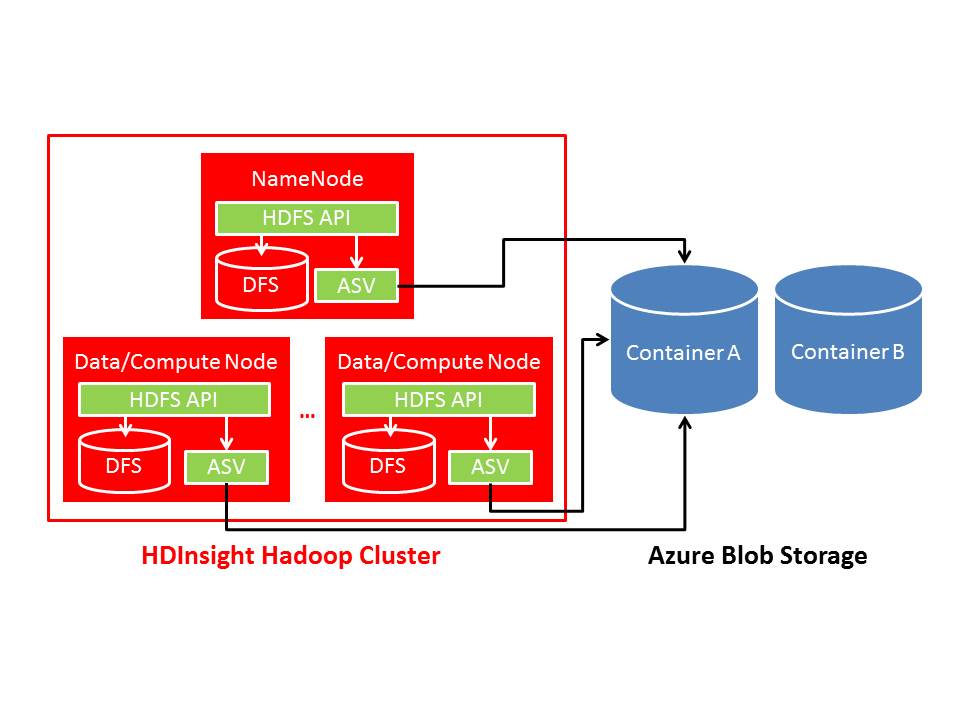 NameNode
HDFS API
DFS
ASV
Data/Compute Node
HDFS API
DFS
ASV
...
Data/Compute Node
HDFS API
DFS
ASV
Container A
Container B
HDInsight Hadoop Cluster
Azure Blob Storage